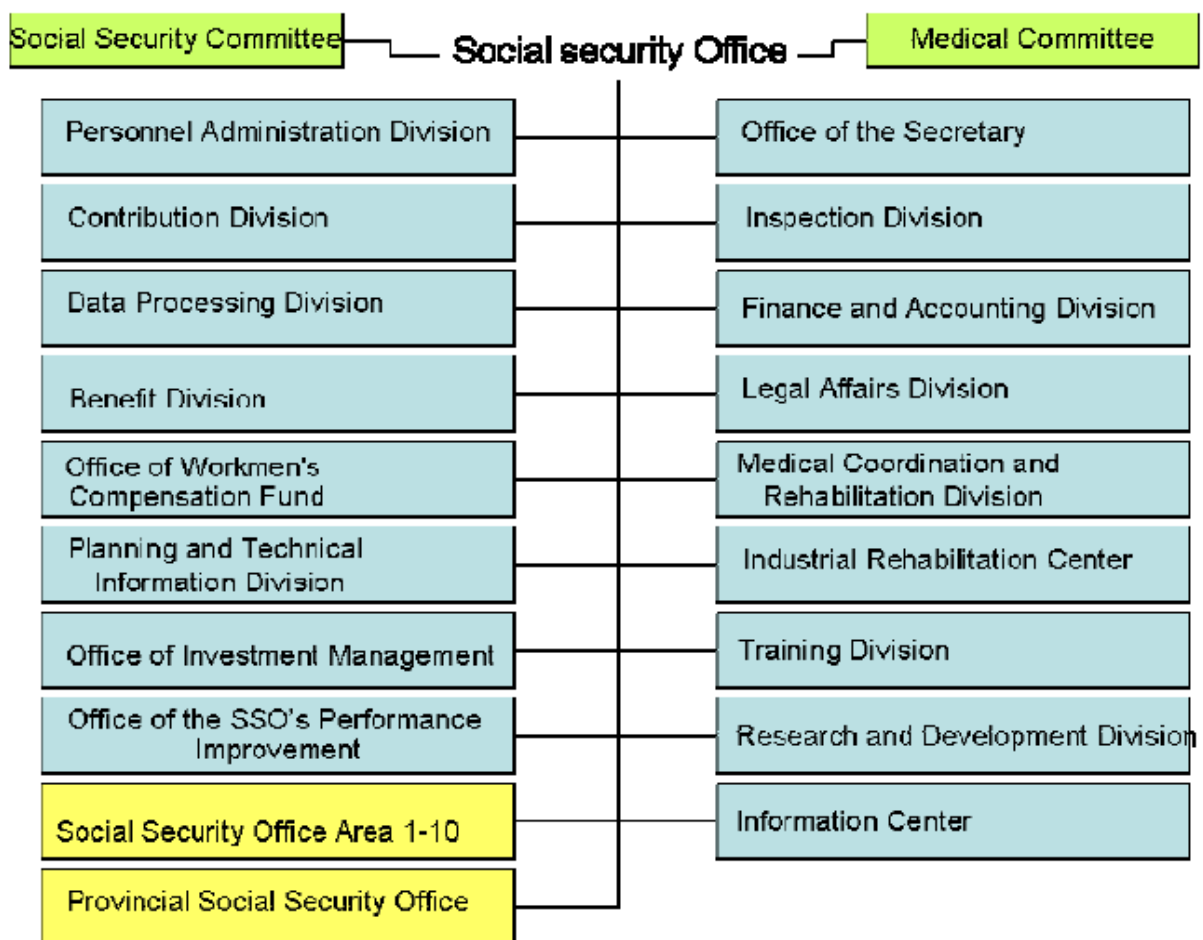 Social Security Committee
Social security Office
Medical Committee
Personnel Administration Division
Office of the Secretary
Contribution Division
Inspection Division
Data Processing Division
Finance and Accounting Division
Benefit Division
Legal Affairs Division
Office of Workmen's
Compensation Fund
Medical Coordination and
Rehabilitation Division
Planning and Technical
Information Division
Industrial Rehabilitation Center
Office of Investment Management
Training Division
Office of the SSO's Performance
Improvement
Research and Development Division
Social Security Office Area 1-10
Information Center
Provincial Social Security Office